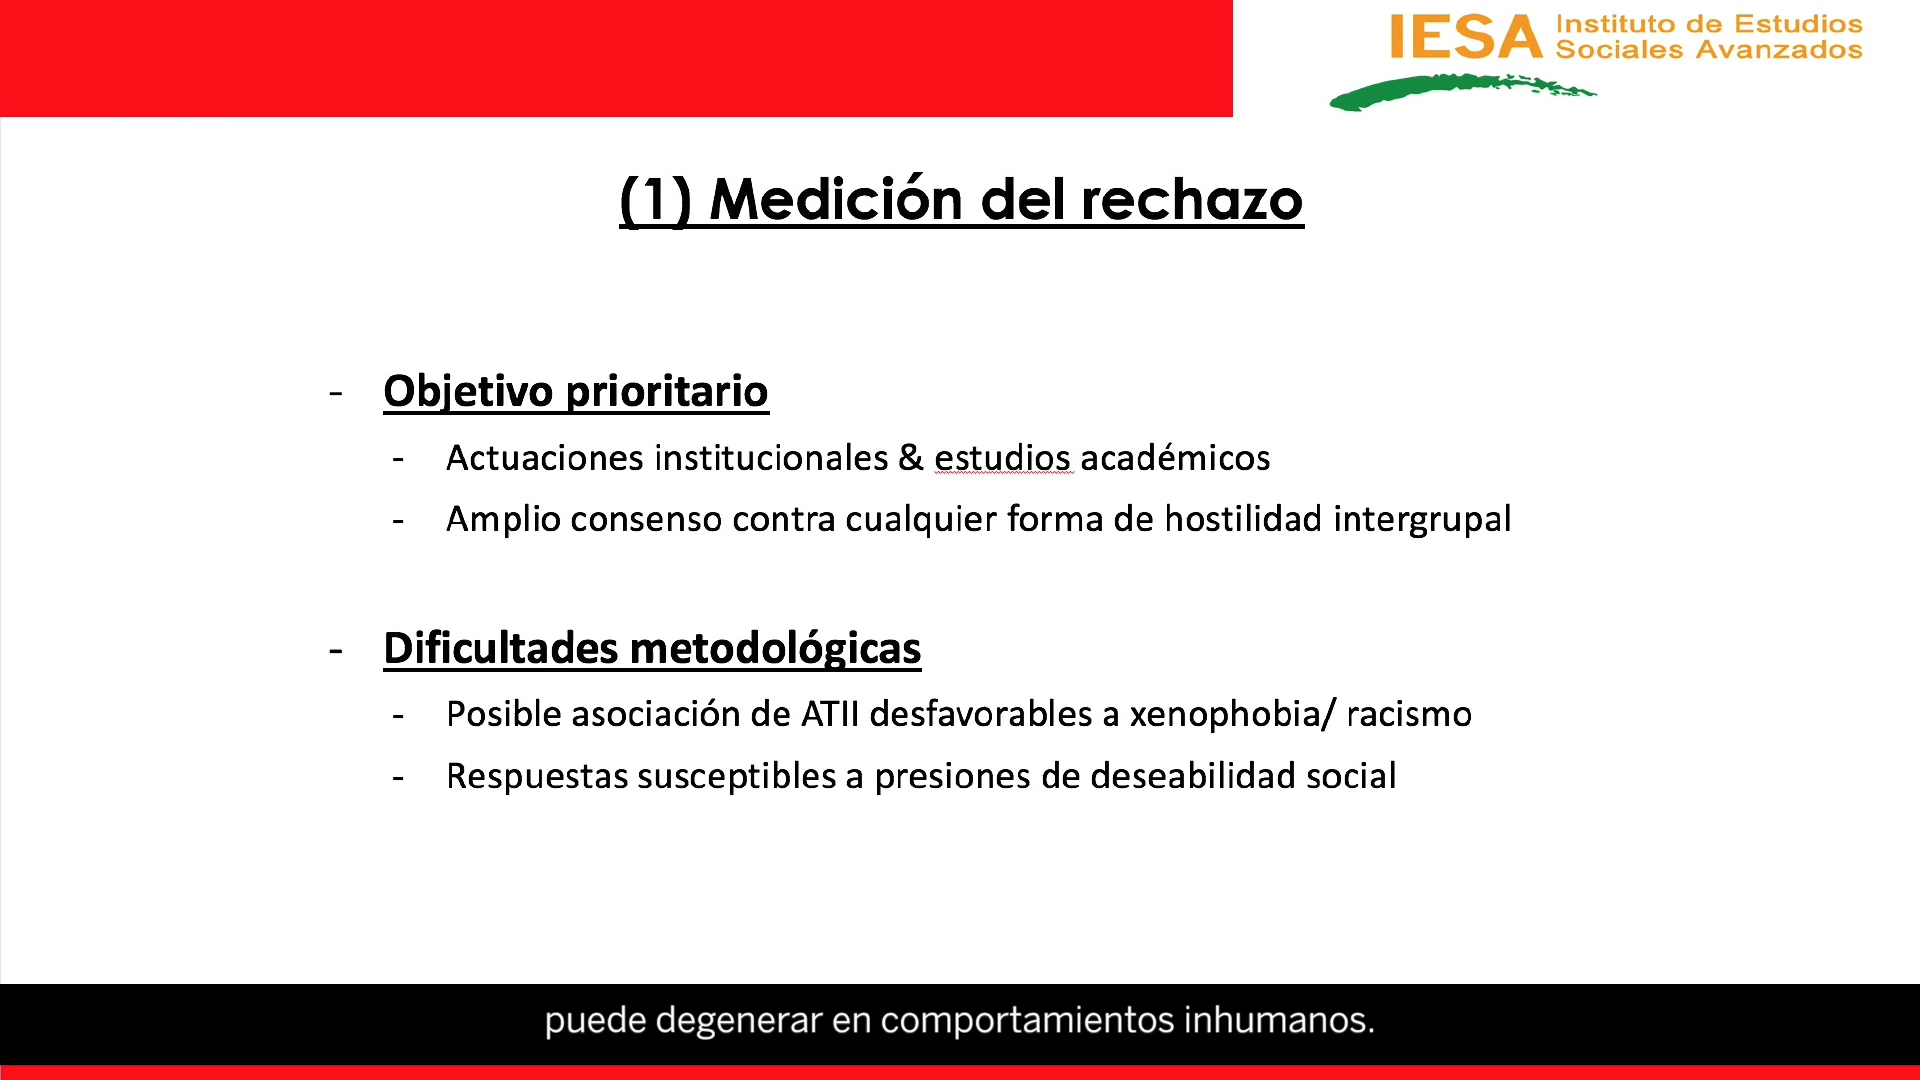 IESA Instituto de Estudios
Sociales Avanzados
(1) Medición del rechazo
- Objetivo prioritario
- Actuaciones institucionales & estudios académicos
- Amplio consenso contra cualquier forma de hostilidad intergrupal
- Dificultades metodológicas
- Posible asociación de ATII desfavorables a xenophobia/ racismo
- Respuestas susceptibles a presiones de deseabilidad social
puede degenerar en comportamientos inhumanos.